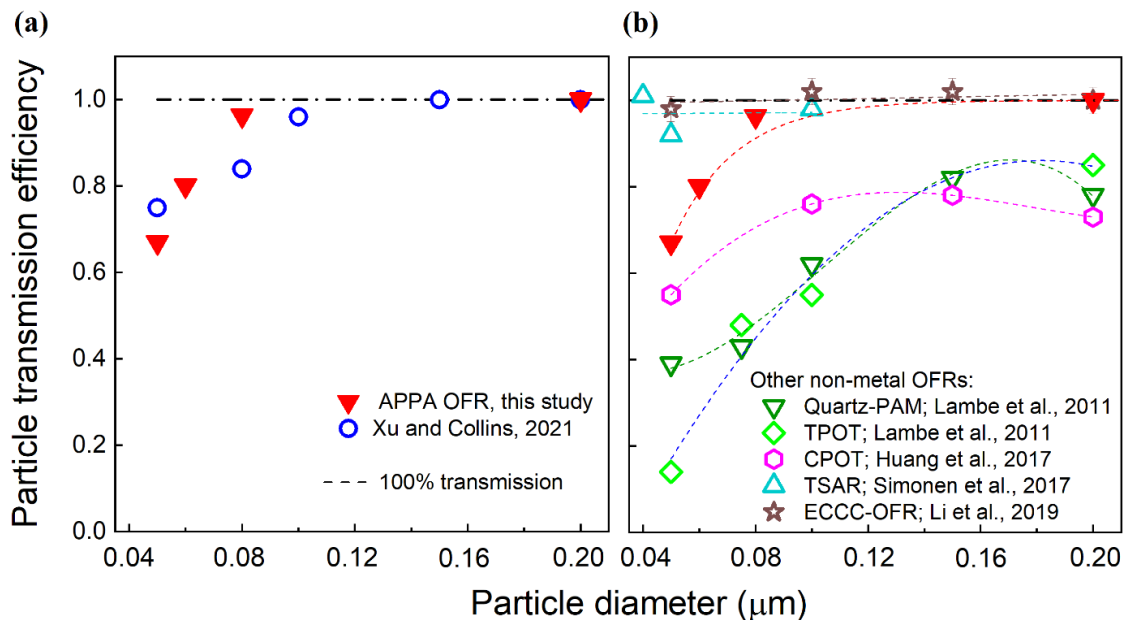 (a)
(b)
Particle transmission efficiency
1.0
0.8
0.6
0.4
0.2
0.0
APPA OFR, this study
Xu and Collins, 2021
100% transmission
0.04 0.08 0.12 0.16 0.20
Other non-metal OFRs:
Quartz-PAM; Lambe et al., 2011
TPOT; Lambe et al., 2011
CPOT; Huang et al., 2017
TSAR; Simonen et al., 2017
ECCC-OFR; Li et al., 2019
0.04 0.08 0.12 0.16 0.20
Particle diameter (μm)